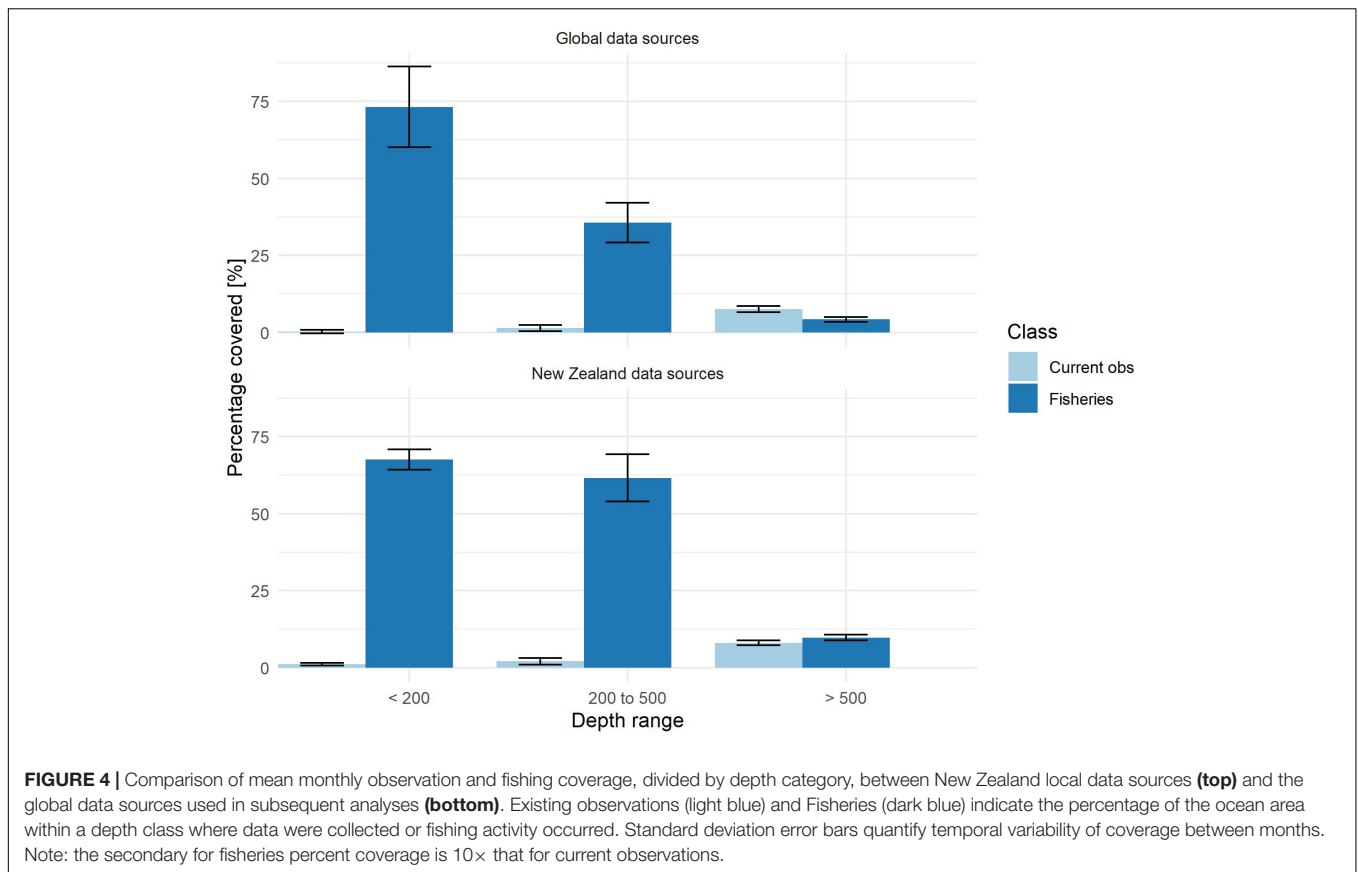 Global data sources
75
50
25
0
New Zealand data sources
75
50
25
0
Percentage covered [%]
< 200
200 to 500
> 500
Depth range
Class
Current obs
Fisheries
FIGURE 4 | Comparison of mean monthly observation and fishing coverage, divided by depth category, between New Zealand local data sources (top) and the
global data sources used in subsequent analyses (bottom). Existing observations (light blue) and Fisheries (dark blue) indicate the percentage of the ocean area
within a depth class where data were collected or fishing activity occurred. Standard deviation error bars quantify temporal variability of coverage between months.
Note: the secondary for fisheries percent coverage is 10× that for current observations.